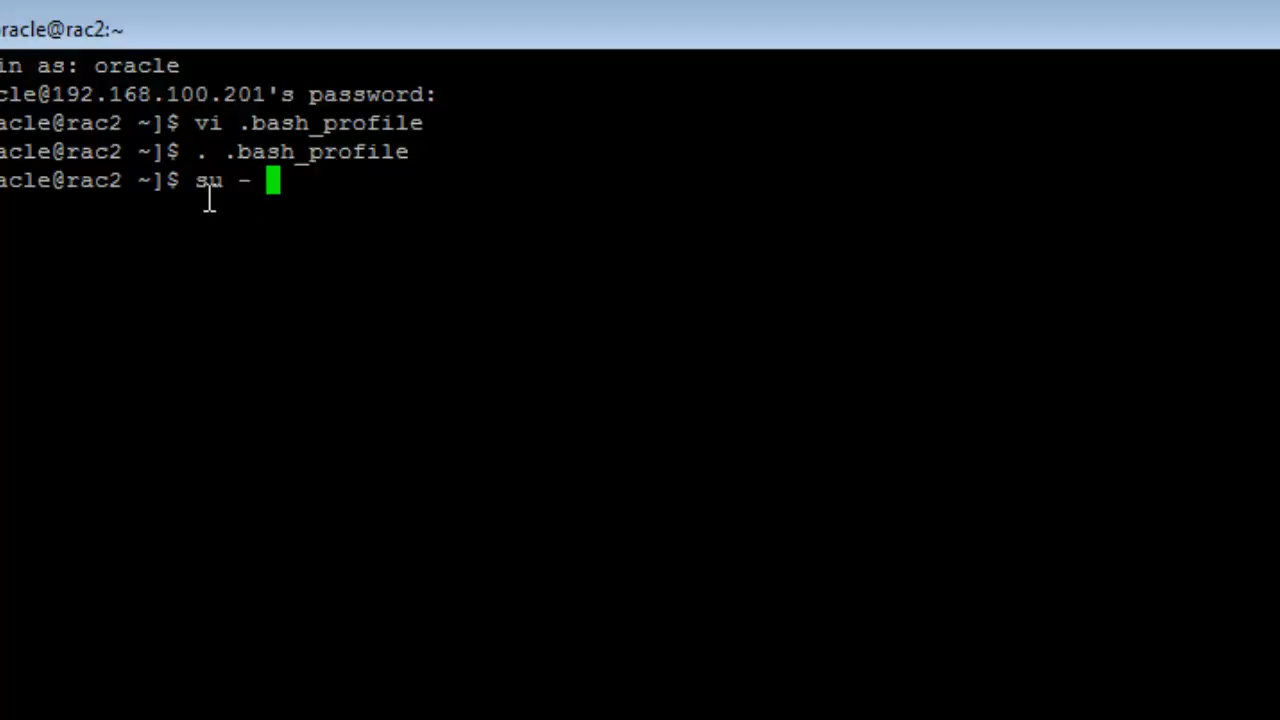 oracle@rac2:~
in as: oracle
cle@192.168.100.201's password:
acle@rac2 ~]$ vi .bash_profile
acle@rac2 ~]$ . .bash_profile
acle@rac2 ~]$ su -